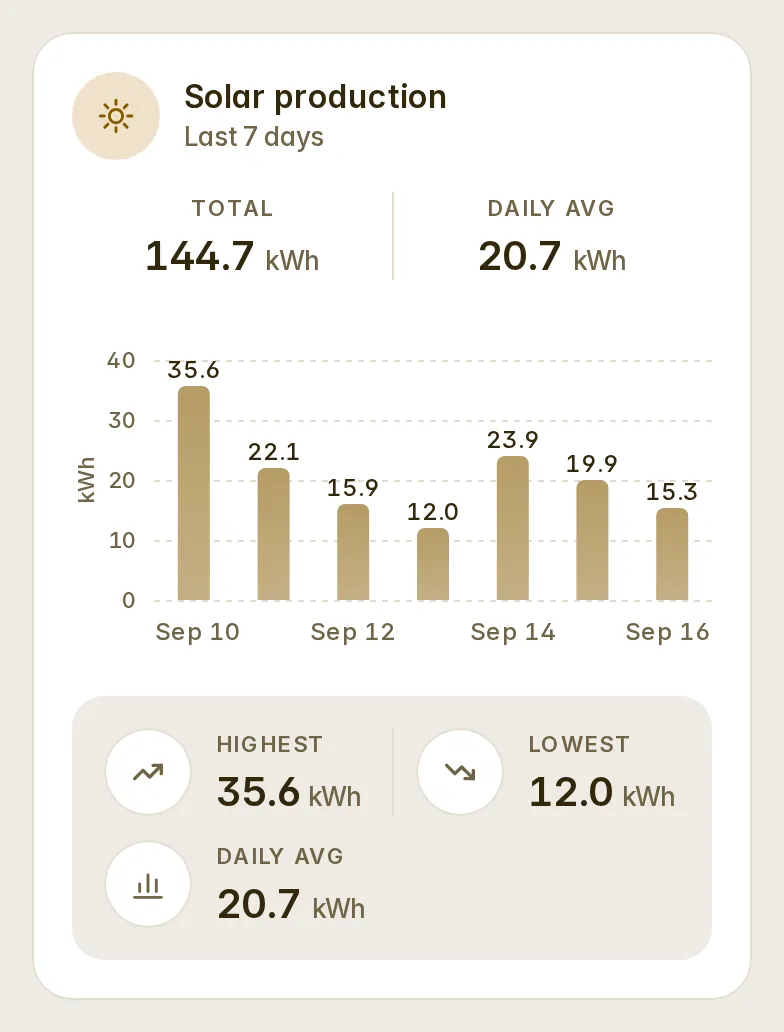 Solar production
Last 7 days
TOTAL
144.7 kWh
DAILY AVG
20.7 kWh
kWh
40
30
20
10
0
35.6
22.1
15.9
12.0
23.9
19.9
15.3
Sep 10
Sep 12
Sep 14
Sep 16
HIGHEST
35.6 kWh
LOWEST
12.0 kWh
DAILY AVG
20.7 kWh